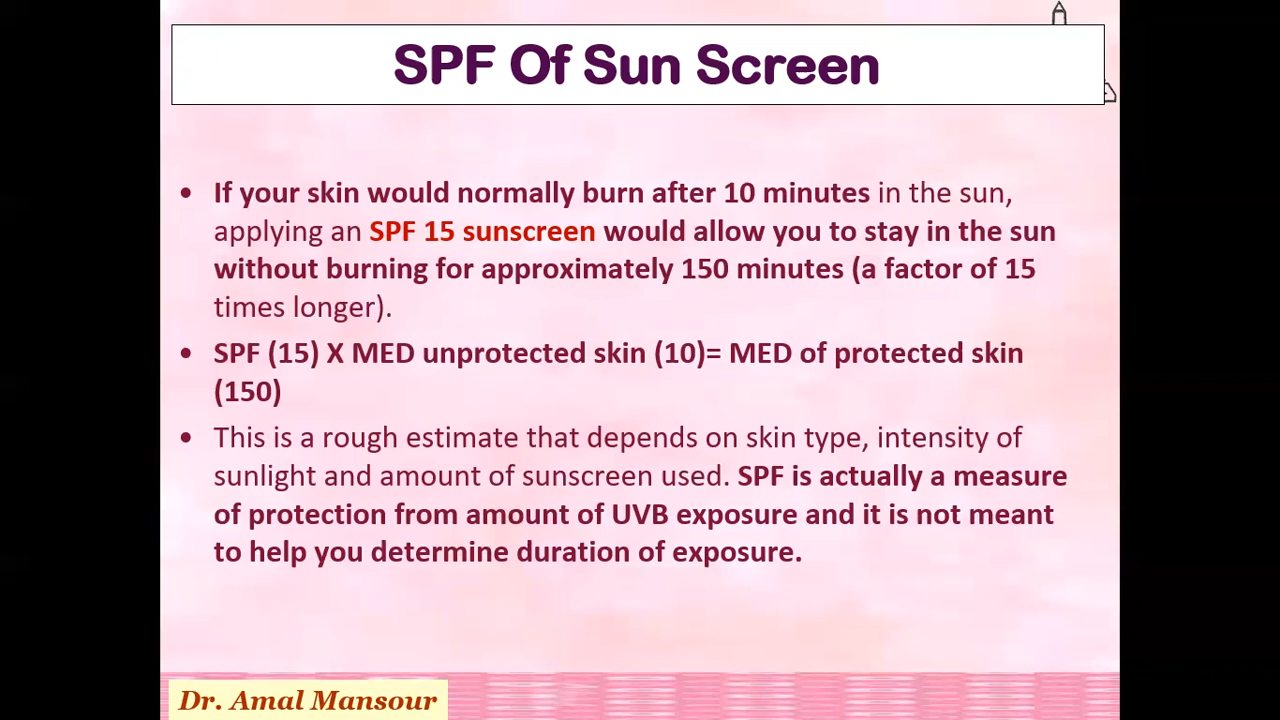 SPF Of Sun Screen
• If your skin would normally burn after 10 minutes in the sun,
applying an SPF 15 sunscreen would allow you to stay in the sun
without burning for approximately 150 minutes (a factor of 15
times longer).
• SPF (15) X MED unprotected skin (10)= MED of protected skin
(150)
• This is a rough estimate that depends on skin type, intensity of
sunlight and amount of sunscreen used. SPF is actually a measure
of protection from amount of UVB exposure and it is not meant
to help you determine duration of exposure.
Dr. Amal Mansour